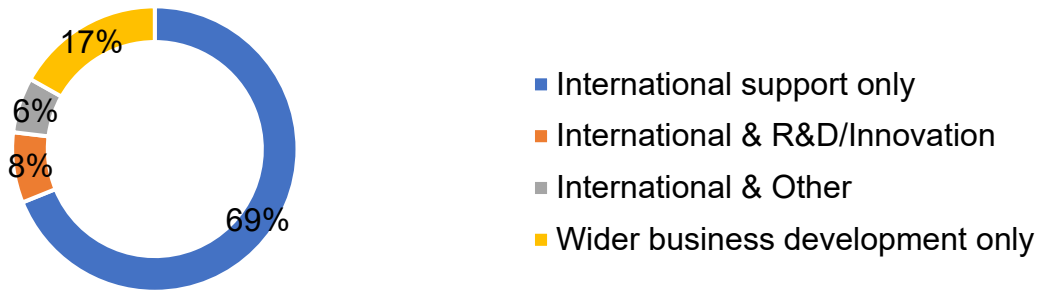 17%
6%
8%
69%
International support only
International & R&D/Innovation
International & Other
Wider business development only